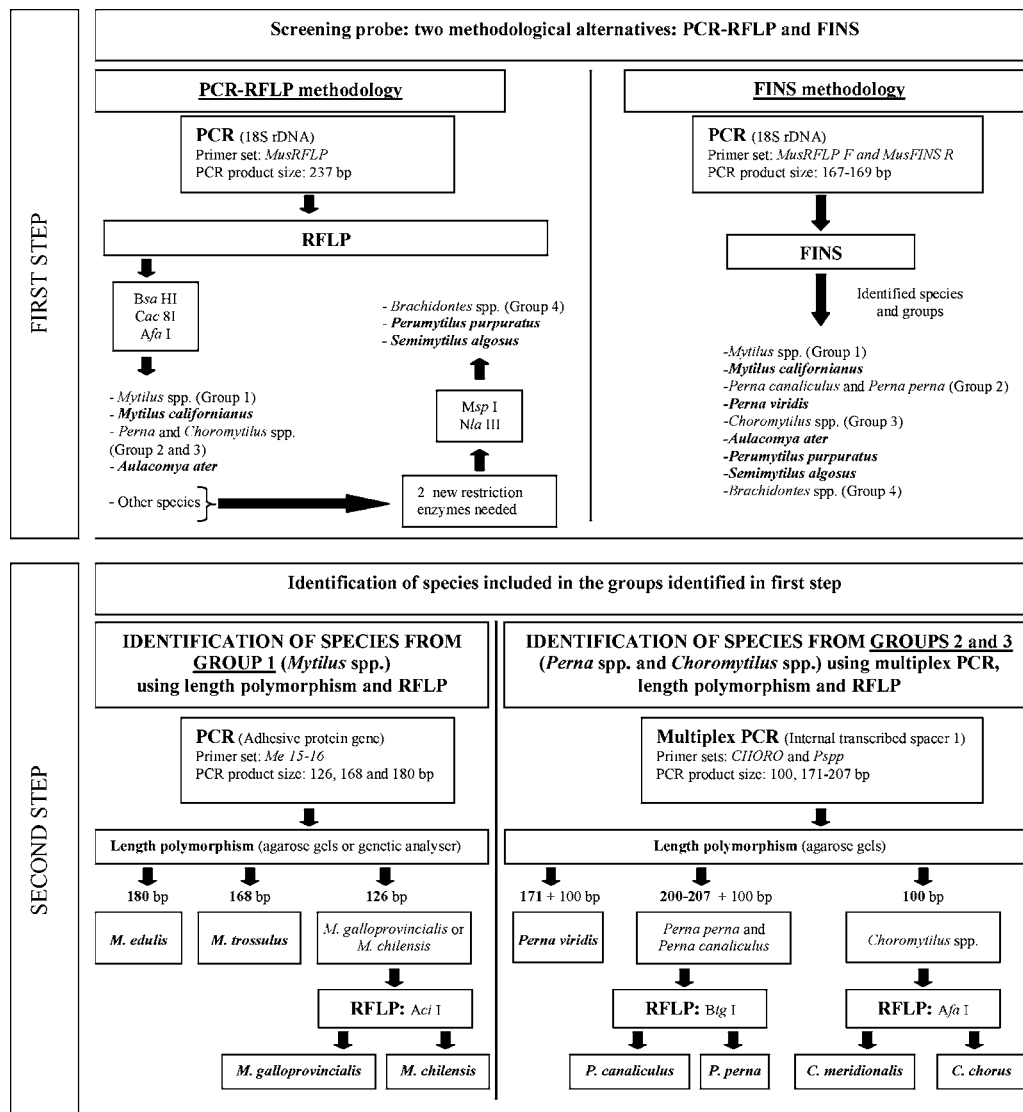 FIRST STEP
Screening probe: two methodological alternatives: PCR-RFLP and FINS
PCR-RFLP methodology
PCR (18S rDNA)
Primer set: MusRFLP
PCR product size: 237 bp
RFLP
Bsa HI
Cac 8I
Afa I
- Mytilus spp. (Group 1)
- Mytilus californianus
- Perna and Choromytilus spp.
(Group 2 and 3)
- Aulacomya ater
- Other species
2 new restriction
enzymes needed
Msp I
Nla III
- Brachidontes spp. (Group 4)
- Perumytilus purpuratus
- Semimytilus algosus
FINS methodology
PCR (18S rDNA)
Primer set: MusRFLP F and MusFINS R
PCR product size: 167-169 bp
FINS
Identified species
and groups
-Mytilus spp. (Group 1)
-Mytilus californianus
-Perna canaliculus and Perna perna (Group 2)
-Perna viridis
-Choromytilus spp. (Group 3)
-Aulacomya ater
-Perumytilus purpuratus
-Semimytilus algosus
-Brachidontes spp. (Group 4)
SECOND STEP
Identification of species included in the groups identified in first step
IDENTIFICATION OF SPECIES FROM
GROUP 1 (Mytilus spp.)
using length polymorphism and RFLP
PCR (Adhesive protein gene)
Primer set: Me 15-16
PCR product size: 126, 168 and 180 bp
Length polymorphism (agarose gels or genetic analyser)
180 bp
168 bp
126 bp
M. edulis
M. trossulus
M. galloprovincialis or
M. chilensis
RFLP: Aci I
M. galloprovincialis
M. chilensis
IDENTIFICATION OF SPECIES FROM GROUPS 2 and 3
(Perna spp. and Choromytilus spp.) using multiplex PCR,
length polymorphism and RFLP
Multiplex PCR (Internal transcribed spacer 1)
Primer sets: CHORO and Pspp
PCR product size: 100, 171-207 bp
Length polymorphism (agarose gels)
171 + 100 bp
200-207 + 100 bp
100 bp
Perna viridis
Perna perna and
Perna canaliculus
Choromytilus spp.
RFLP: Btg I
RFLP: Afa I
P. canaliculus
P. perna
C. meridionalis
C. chorus